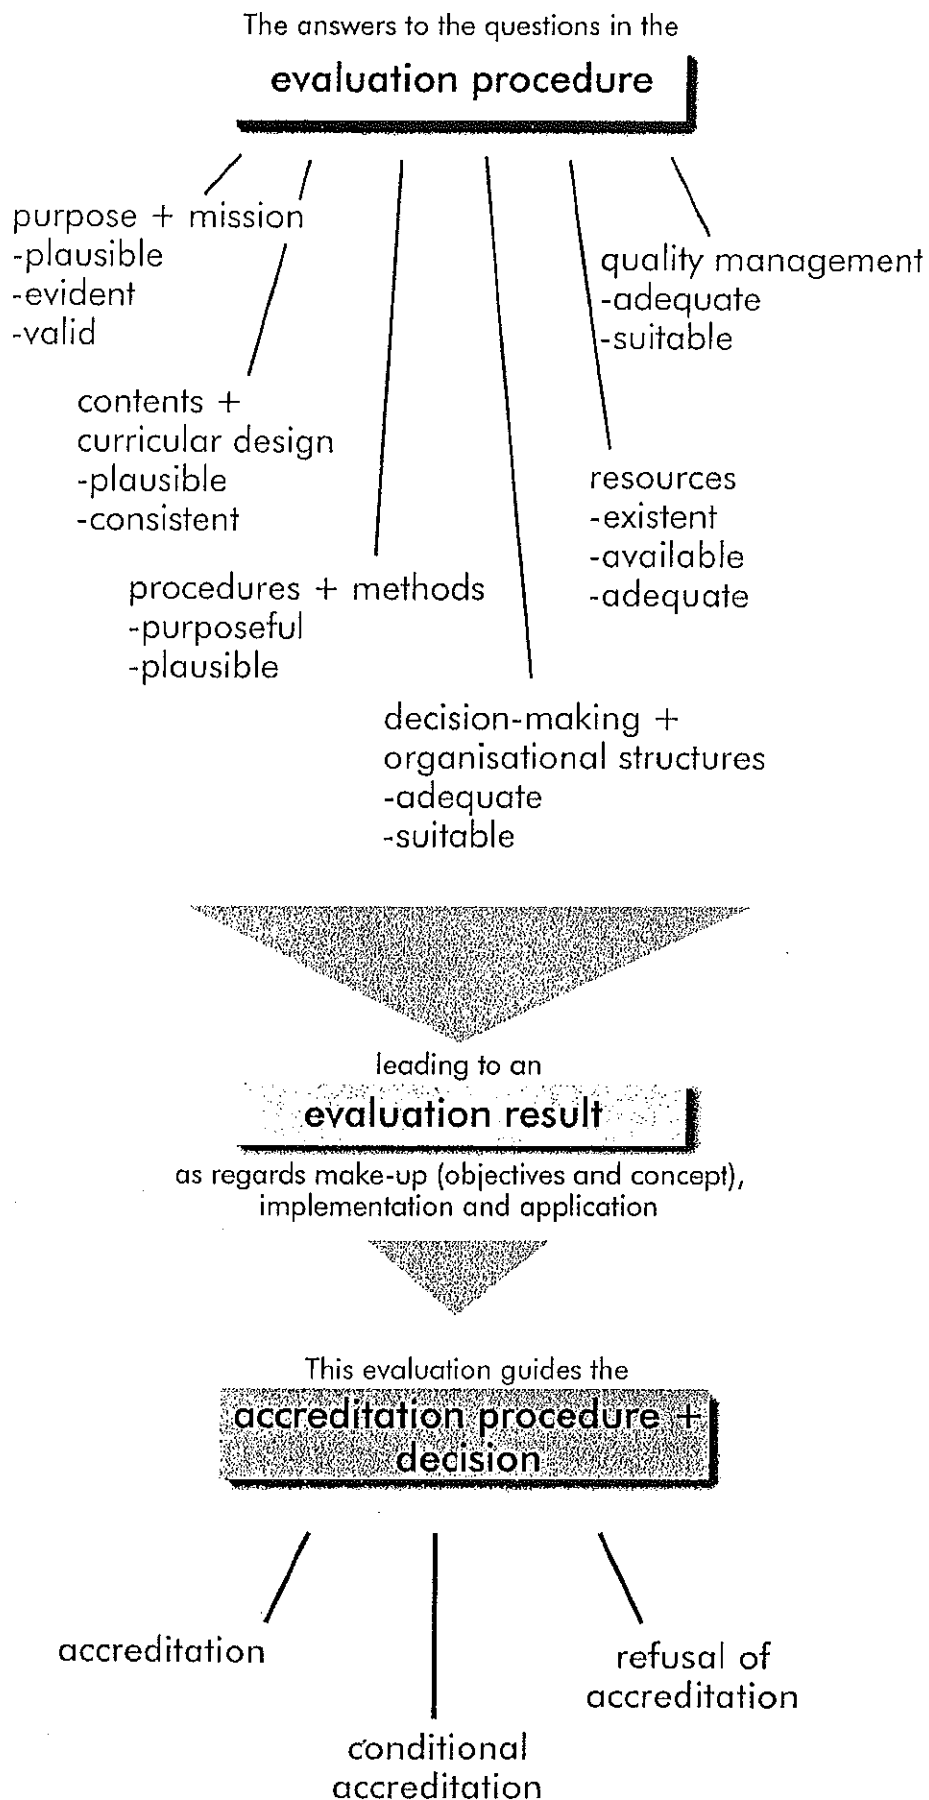 The answers to the questions in the
evaluation procedure
purpose + mission
-plausible
-evident
-valid
quality management
-adequate
-suitable
contents +
curricular design
-plausible
-consistent
resources
-existent
-available
-adequate
procedures + methods
-purposeful
-plausible
decision-making +
organisational structures
-adequate
-suitable
leading to an
evaluation result
as regards make-up (objectives and concept),
implementation and application
This evaluation guides the
accreditation procedure +
decision
accreditation
refusal of
accreditation
conditional
accreditation